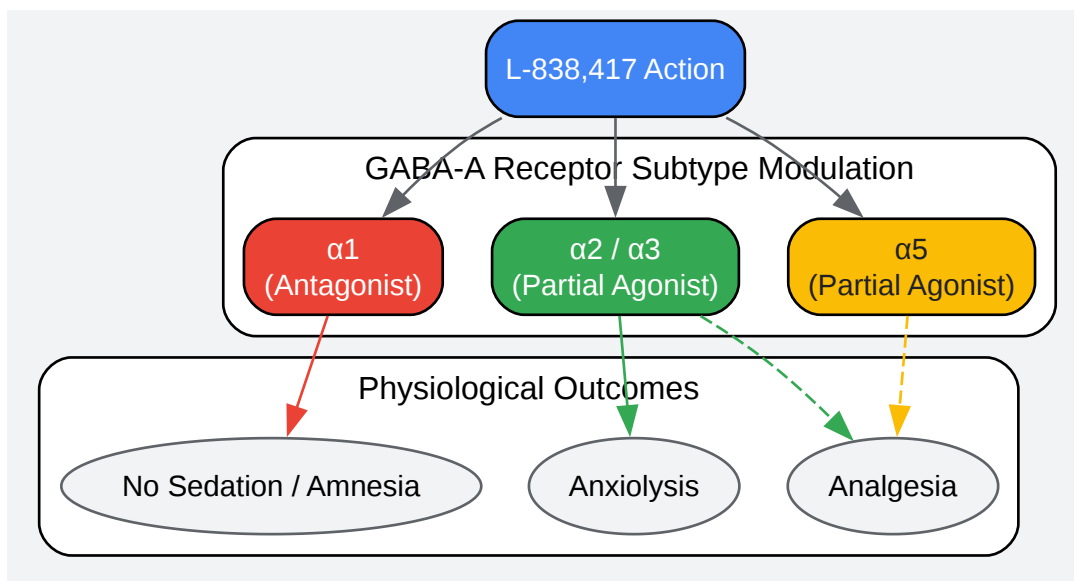 L-838,417 Action
GABA-A Receptor Subtype Modulation
α1
(Antagonist)
α2 / α3
(Partial Agonist)
α5
(Partial Agonist)
Physiological Outcomes
No Sedation / Amnesia
Anxiolysis
Analgesia